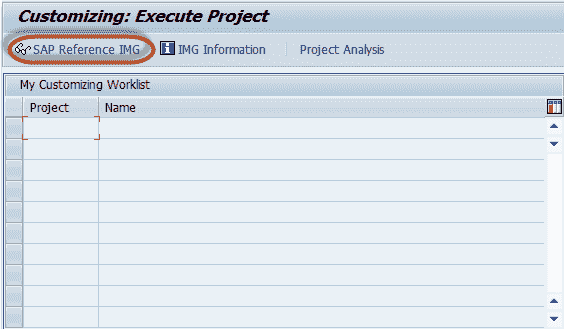 Customizing: Execute Project
SAP Reference IMG IMG Information Project Analysis
My Customizing Worklist
Project Name